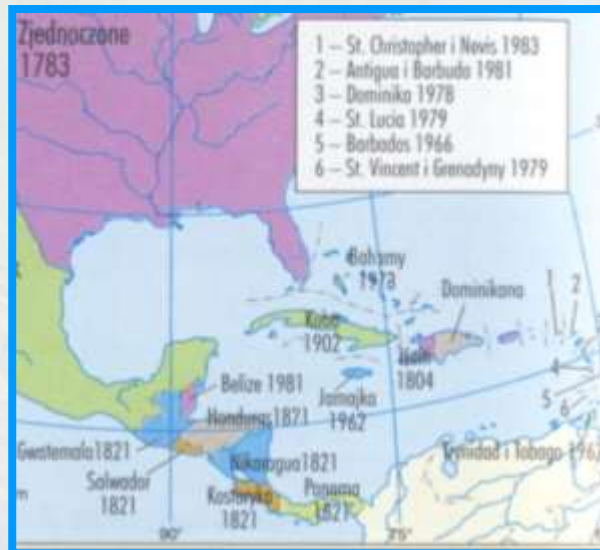 Zjednoczone
1783
1 – St. Christopher i Nevis 1983
2 – Antigua i Barbuda 1981
3 – Dominika 1978
4 – St. Lucia 1979
5 – Barbados 1966
6 – St. Vincent i Grenadyny 1979
Bahamy
1973
Dominikana
1
2
Kuba
1902
Haiti
1804
Jamajka
1962
4
5
6
Belize 1981
Honduras 1821
Gwatemala 1821
Salwador
1821
Nikaragua 1821
Kostaryka
1821
Panama
1821
Trinidad i Tobago 1962
90°
75°